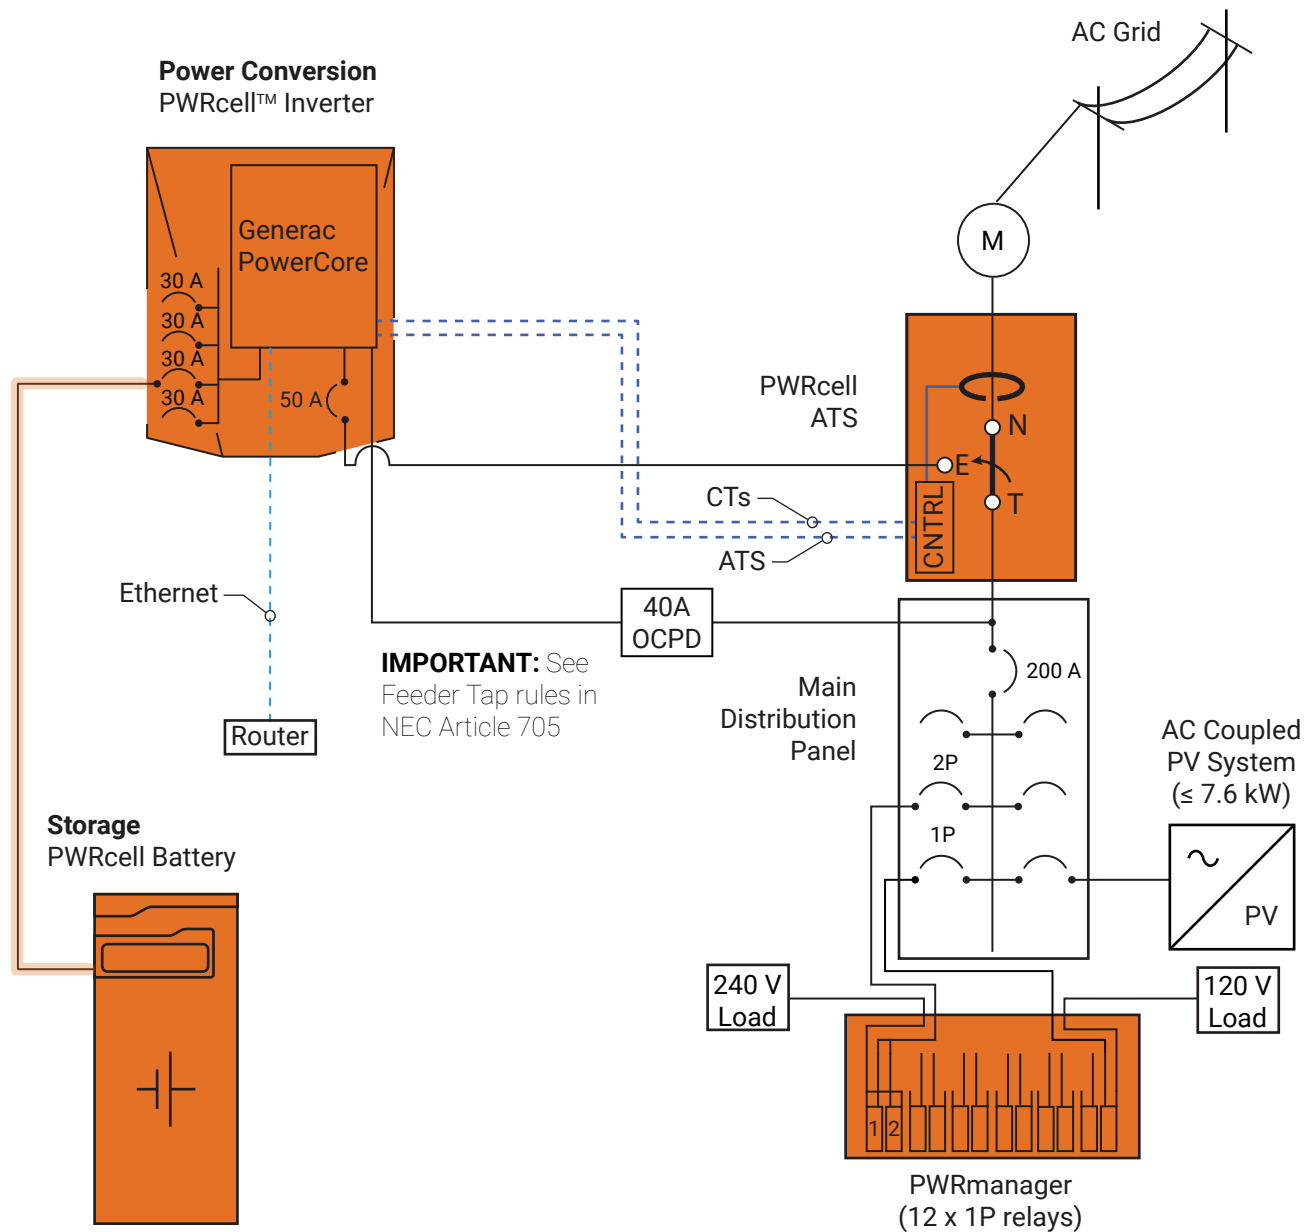 AC Grid
Power Conversion
PWRcell™ Inverter
Generac
PowerCore
30 A
30 A
30 A
30 A
50 A
M
PWRcell
ATS
N
E
T
CNTRL
CTs
ATS
Ethernet
40A
OCPD
IMPORTANT: See
Feeder Tap rules in
NEC Article 705
Router
200 A
Main
Distribution
Panel
2P
1P
AC Coupled
PV System
(≤ 7.6 kW)
PV
Storage
PWRcell Battery
240 V
Load
120 V
Load
1
2
PWRmanager
(12 x 1P relays)